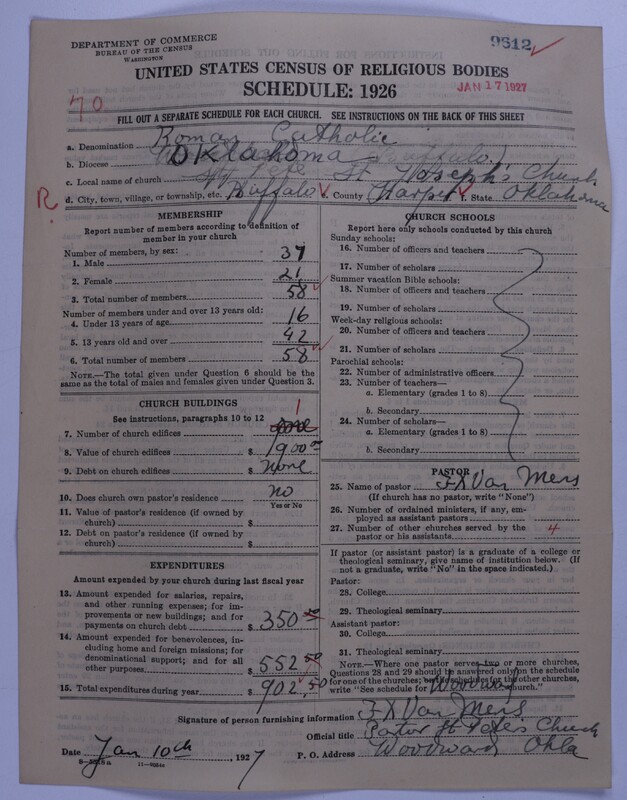 DEPARTMENT OF COMMERCE
BUREAU OF THE CENSUS
WASHINGTON
9612
UNITED STATES CENSUS OF RELIGIOUS BODIES
SCHEDULE: 1926
JAN 17 1927
70
FILL OUT A SEPARATE SCHEDULE FOR EACH CHURCH. SEE INSTRUCTIONS ON THE BACK OF THIS SHEET
a. Denomination Roman Catholic
b. Diocese Oklahoma Buffalo
c. Local name of church St Joseph's Church
R d. City, town, village, or township, etc. Buffalo e. County Harper f. State Oklahoma
MEMBERSHIP
Report number of members according to definition of member in your church
Number of members, by sex:
1. Male 37
2. Female 21
3. Total number of members 58
Number of members under and over 13 years old:
4. Under 13 years of age 16
5. 13 years old and over 42
6. Total number of members 58
NOTE.—The total given under Question 6 should be the same as the total of males and females given under Question 3.
CHURCH BUILDINGS
See instructions, paragraphs 10 to 12
7. Number of church edifices 1
8. Value of church edifices $ 1900 00
9. Debt on church edifices $ None
10. Does church own pastor's residence no
Yes or No
11. Value of pastor's residence (if owned by church) $
12. Debt on pastor's residence (if owned by church) $
EXPENDITURES
Amount expended by your church during last fiscal year
13. Amount expended for salaries, repairs, and other running expenses; for improvements or new buildings; and for payments on church debt $ 350
14. Amount expended for benevolences, including home and foreign missions; for denominational support; and for all other purposes $ 552 50
15. Total expenditures during year $ 902,50
CHURCH SCHOOLS
Report here only schools conducted by this church
Sunday schools:
16. Number of officers and teachers
17. Number of scholars
Summer vacation Bible schools:
18. Number of officers and teachers
19. Number of scholars
Week-day religious schools:
20. Number of officers and teachers
21. Number of scholars
Parochial schools:
22. Number of administrative officers
23. Number of teachers—
a. Elementary (grades 1 to 8)
b. Secondary
24. Number of scholars—
a. Elementary (grades 1 to 8)
b. Secondary
PASTOR
25. Name of pastor FX Van Mers
(If church has no pastor, write "None")
26. Number of ordained ministers, if any, employed as assistant pastors
27. Number of other churches served by the pastor or his assistants 4
If pastor (or assistant pastor) is a graduate of a college or theological seminary, give name of institution below. (If not a graduate, write "No" in the space indicated.)
Pastor:
28. College
29. Theological seminary
Assistant pastor:
30. College
31. Theological seminary
NOTE.—Where one pastor serves two or more churches, Questions 28 and 29 should be answered only on the schedule for one of the churches; on the schedules for the other churches, write "See schedule for Woodward church."
Signature of person furnishing information FX Van Mers
Official title Pastor St Peter's Church
Date Jan 10th 1927 P. O. Address Woodward Okla